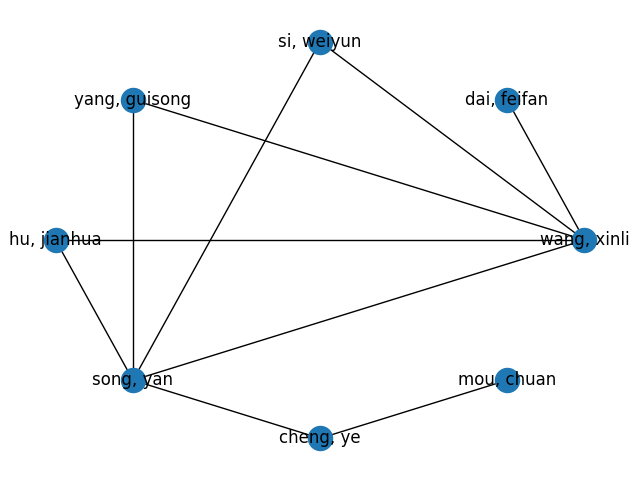 si, weiyun
yang, guisong
dai, feifan
hu, jianhua
wang, xinli
song, yan
mou, chuan
cheng, ye